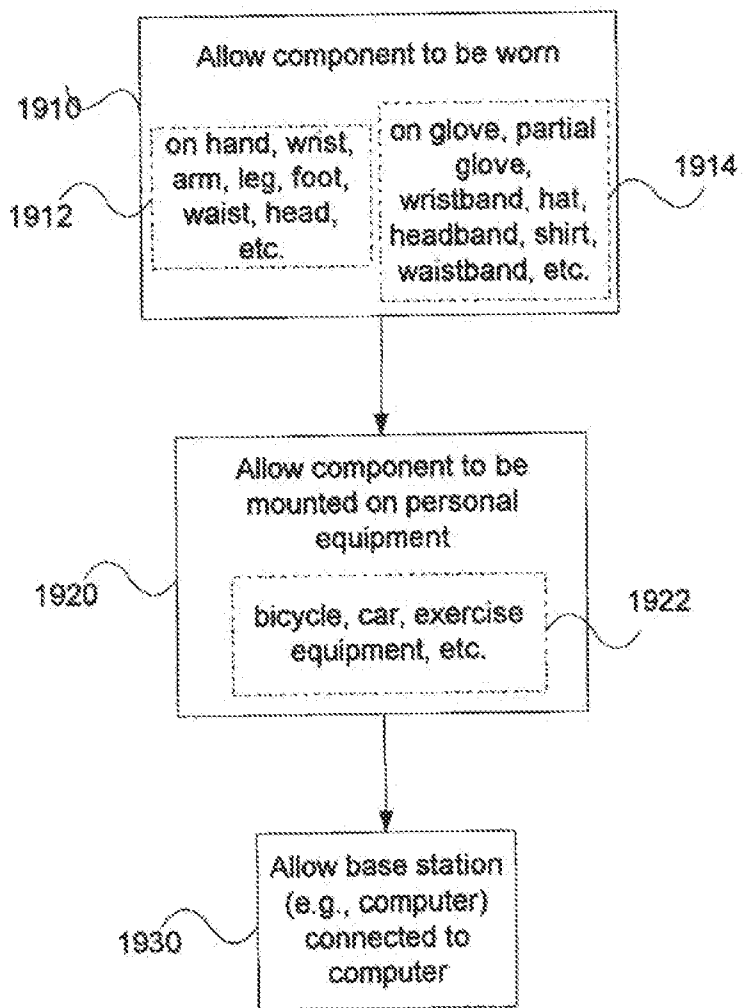 Allow component to be worn
1910
on hand, wrist,
arm, leg, foot,
waist, head,
etc.
1912
on glove, partial
glove,
wristband, hat,
headband, shirt,
waistband, etc.
1914
Allow component to be
mounted on personal
equipment
1920
bicycle, car, exercise
equipment, etc.
1922
Allow base station
(e.g., computer)
connected to
computer
1930